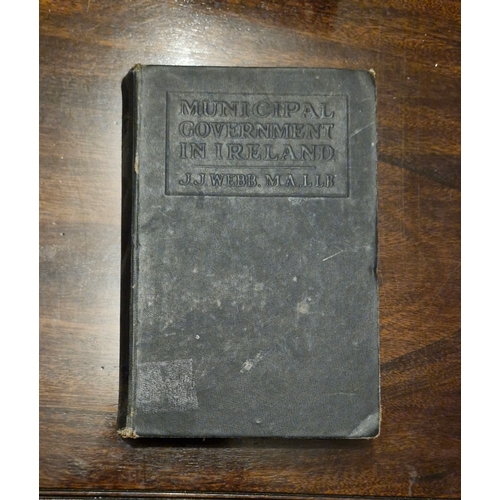 MUNICIPAL
GOVERNMENT
IN IRELAND
J.J. WEBB. M.A. LL.B